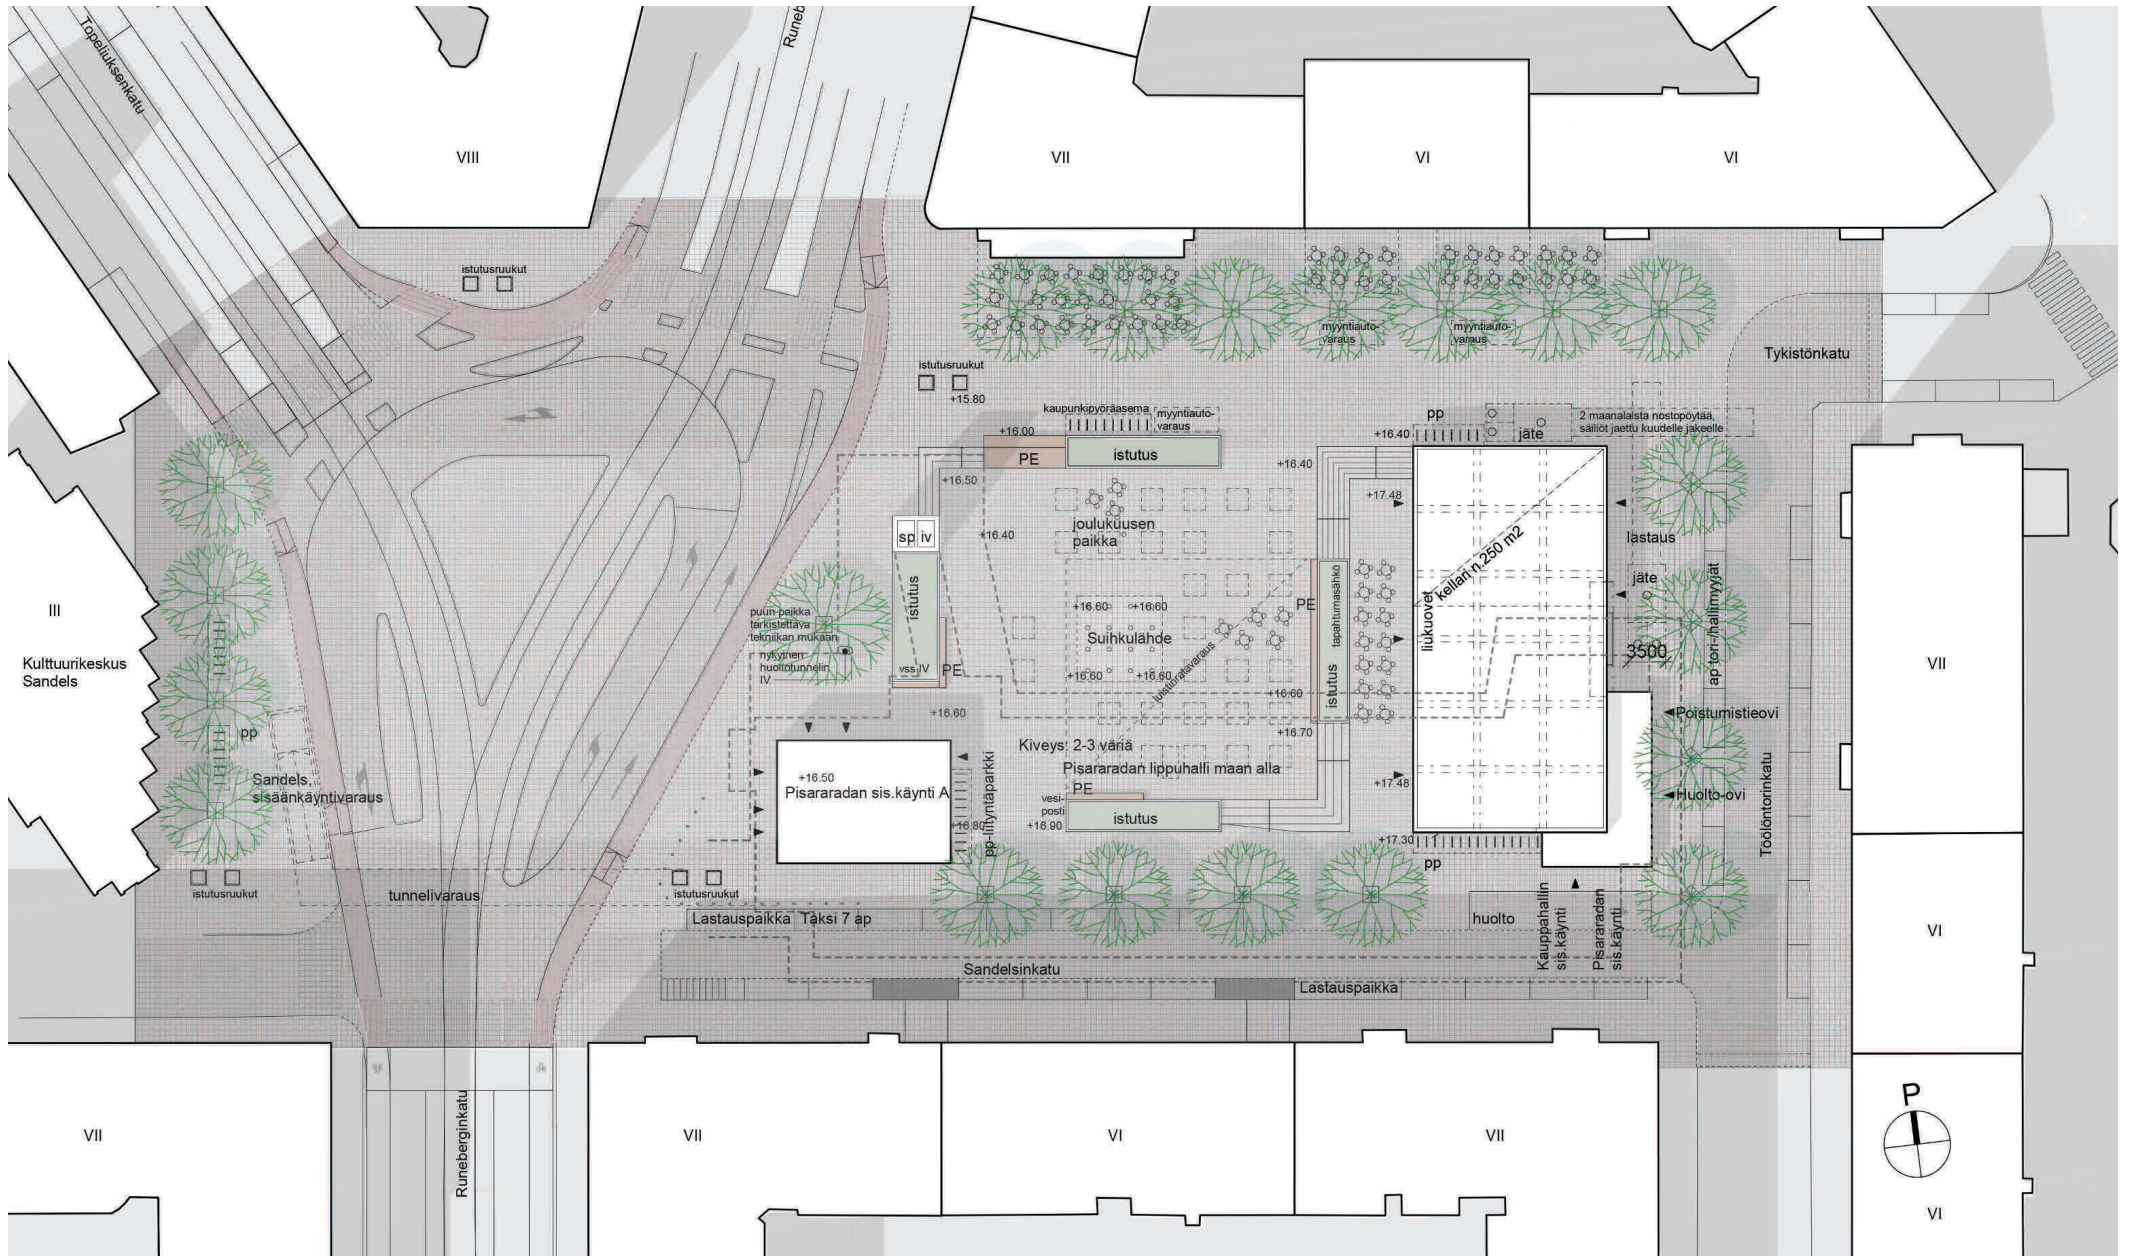 Topeliuksenkatu
Runeb
VIII
VII
VI
VI
istutusruukut
myyntiauto-
varaus
myyntiauto-
varaus
Tykistönkatu
istutusruukut
+15.80
kaupunkipyöräasema
myyntiauto-
varaus
+16.00
PE
istutus
+16.50
+16.40
pp
+16.40
jäte
2 maanalaista nostopöytää,
säiliöt jaettu kuudelle jakeelle
+16.40
+17.48
sp
iv
joulukuusen
paikka
kellari n.250 m2
lastaus
jäte
istutus
vss IV
PE
puun paikka
tarkistettava
tekniikan mukaan
nykyinen
huoltotunnelin
IV
+16.60
+16.60
Suihkulähde
+16.60
+16.60
luistinratavaraus
PE
tapahtumasähkö
istutus
liukuovet
3500
ap tori-/hallimyyjät
III
Kulttuurikeskus
Sandels
VII
+16.60
+16.60
+16.70
Poistumistieovi
pp
Kiveys: 2-3 väriä
Pisararadan lippuhalli maan alla
Sandels,
sisäänkäyntivaraus
+16.50
Pisararadan sis.käynti A
+16.80
pp-liityntäparkki
PE
vesi-
posti
+16.90
istutus
+17.48
+17.30
pp
Huolto-ovi
Töölöntorinkatu
istutusruukut
tunnelivaraus
istutusruukut
Lastauspaikka
Taksi 7 ap
huolto
Kauppahallin
sis.käynti
Pisararadan
sis.käynti
VI
Sandelsinkatu
Lastauspaikka
Runeberginkatu
VII
VII
VI
VII
P
VI